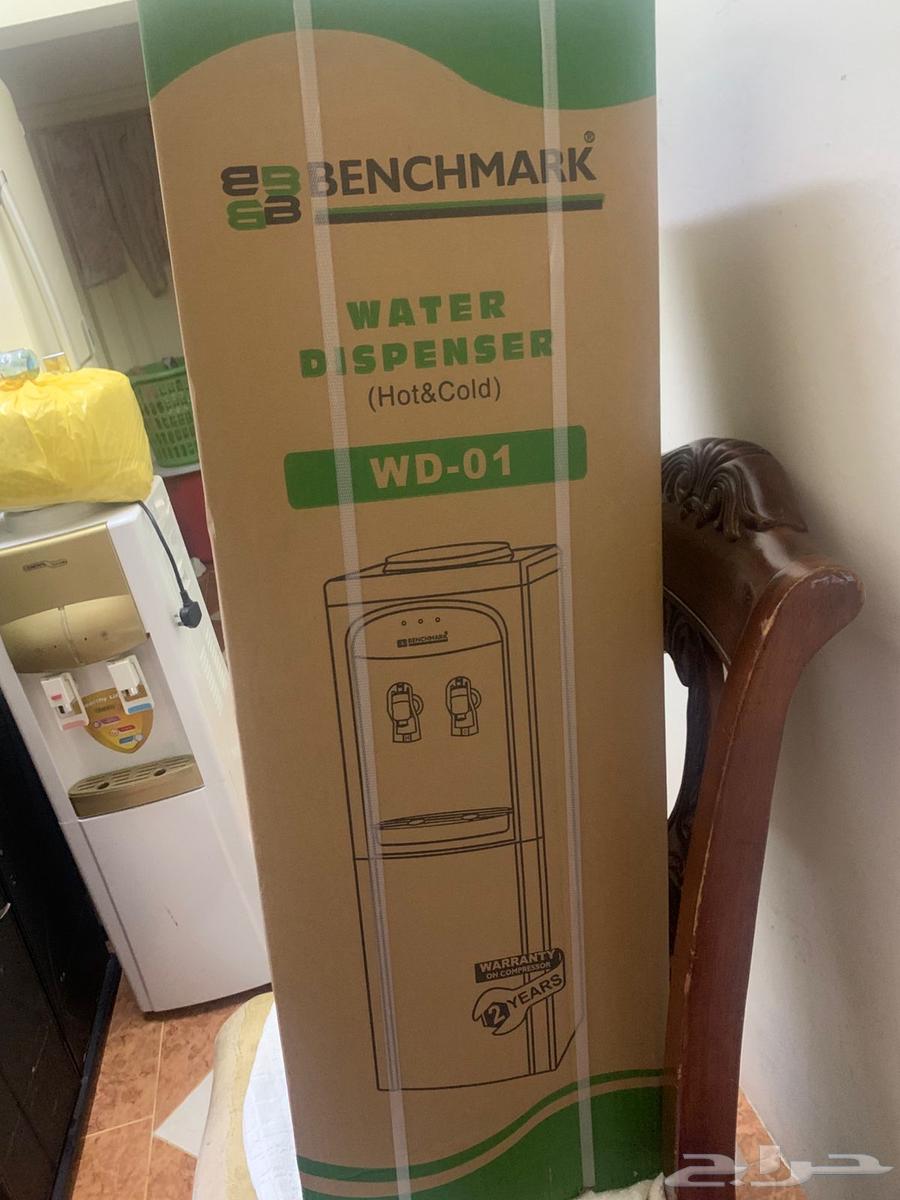 BENCHMARK®
WATER
DISPENSER
(Hot&Cold)
WD-01
BENCHMARK
WARRANTY
ON COMPRESSOR
2 YEARS
حراج